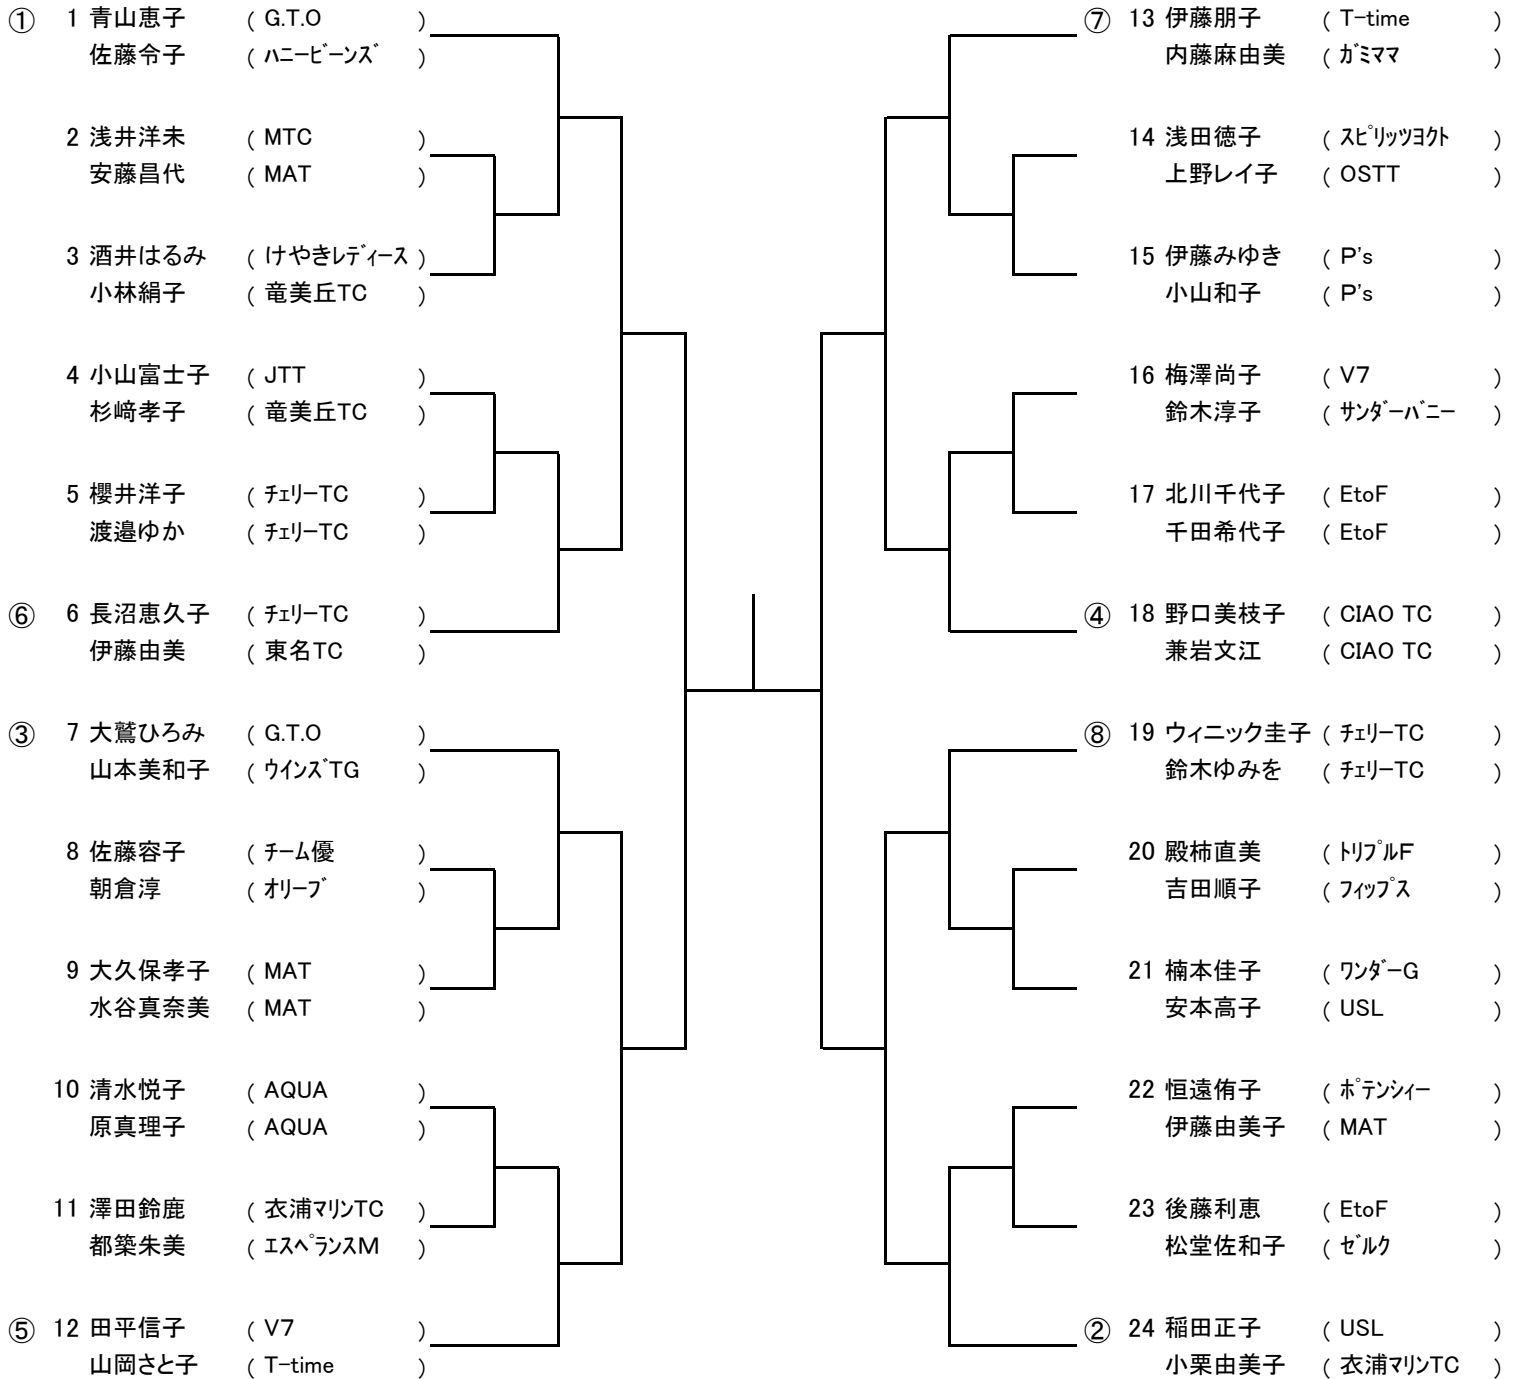 ① 1 青山恵子 ( G.T.O )
佐藤令子 ( ﾊﾆｰﾋﾞｰﾝｽﾞ )
2 浅井洋未 ( MTC )
安藤昌代 ( MAT )
3 酒井はるみ ( けやきﾚﾃﾞｨｰｽ )
小林絹子 ( 竜美丘TC )
4 小山富士子 ( JTT )
杉﨑孝子 ( 竜美丘TC )
5 櫻井洋子 ( ﾁｪﾘｰTC )
渡邉ゆか ( ﾁｪﾘｰTC )
⑥ 6 長沼恵久子 ( ﾁｪﾘｰTC )
伊藤由美 ( 東名TC )
③ 7 大鷲ひろみ ( G.T.O )
山本美和子 ( ｳｲﾝｽﾞTG )
8 佐藤容子 ( ﾁｰﾑ優 )
朝倉淳 ( ｵﾘｰﾌﾞ )
9 大久保孝子 ( MAT )
水谷真奈美 ( MAT )
10 清水悦子 ( AQUA )
原真理子 ( AQUA )
11 澤田鈴鹿 ( 衣浦ﾏﾘﾝTC )
都築朱美 ( ｴｽﾍﾟﾗﾝｽM )
⑤ 12 田平信子 ( V7 )
山岡さと子 ( T-time )
⑦ 13 伊藤朋子 ( T-time )
内藤麻由美 ( ｶﾞﾐﾏﾏ )
14 浅田徳子 ( ｽﾋﾟﾘｯﾂﾖｸﾄ )
上野レイ子 ( OSTT )
15 伊藤みゆき ( P's )
小山和子 ( P's )
16 梅澤尚子 ( V7 )
鈴木淳子 ( ｻﾝﾀﾞｰﾊﾞﾆｰ )
17 北川千代子 ( EtoF )
千田希代子 ( EtoF )
④ 18 野口美枝子 ( CIAO TC )
兼岩文江 ( CIAO TC )
⑧ 19 ウィニック圭子 ( ﾁｪﾘｰTC )
鈴木ゆみを ( ﾁｪﾘｰTC )
20 殿柿直美 ( ﾄﾘﾌﾟﾙF )
吉田順子 ( ﾌｨｯﾌﾟｽ )
21 楠本佳子 ( ﾜﾝﾀﾞｰG )
安本高子 ( USL )
22 恒遠侑子 ( ﾎﾟﾃﾝｼｨｰ )
伊藤由美子 ( MAT )
23 後藤利恵 ( EtoF )
松堂佐和子 ( ｾﾞﾙｸ )
② 24 稲田正子 ( USL )
小栗由美子 ( 衣浦ﾏﾘﾝTC )